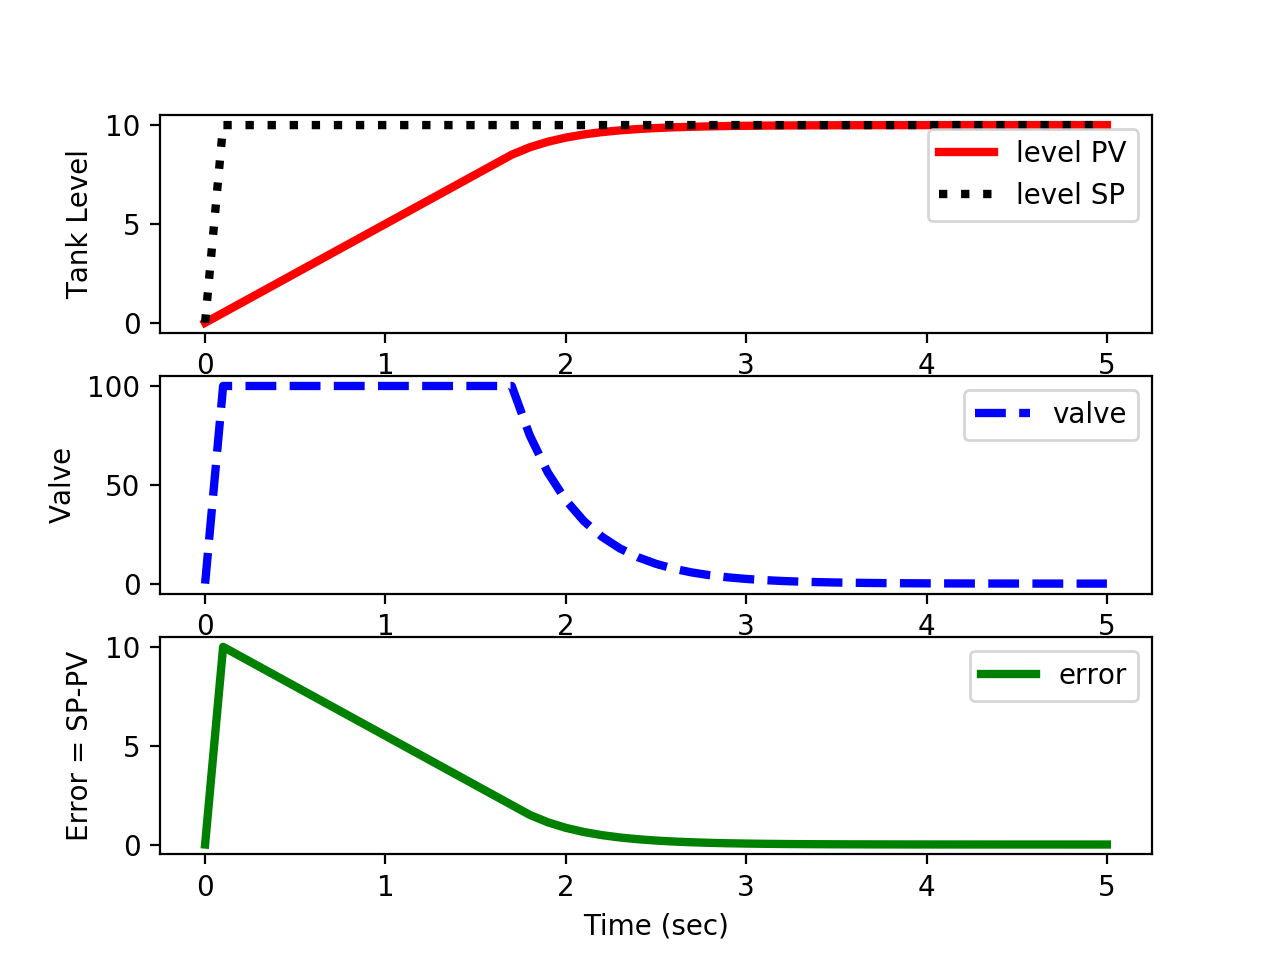 Tank Level
10
5
0
level PV
level SP
0 1 2 3 4 5
Valve
100
50
0
valve
0 1 2 3 4 5
Error = SP-PV
10
5
0
error
0 1 2 3 4 5
Time (sec)